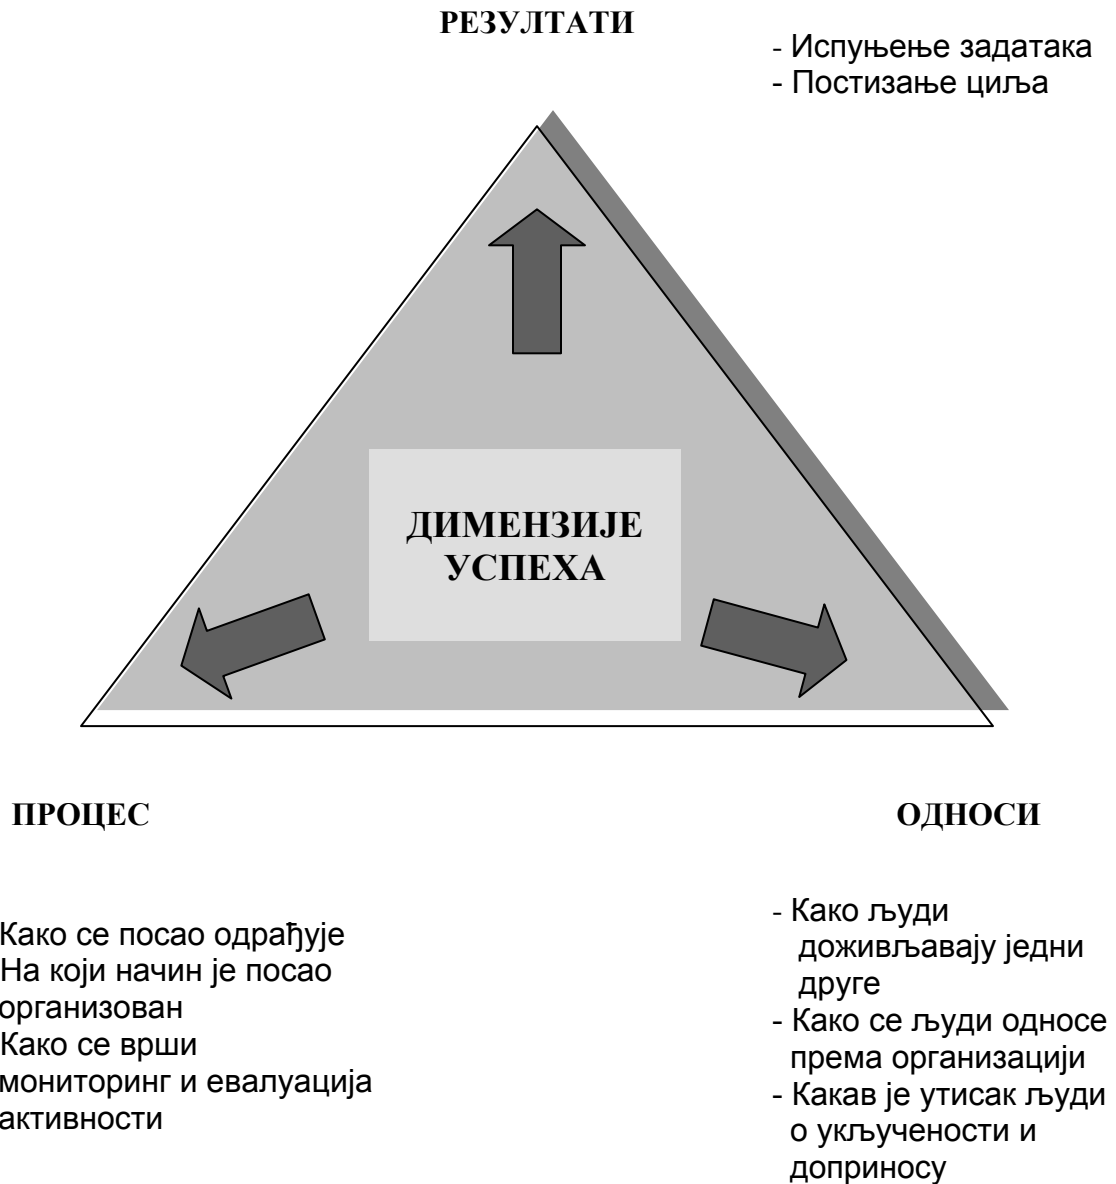 РЕЗУЛТАТИ
- Испуњење задатака
- Постизање циља
ДИМЕНЗИЈЕ
УСПЕХА
ПРОЦЕС
ОДНОСИ
Како се посао одрађује
На који начин је посао
организован
Како се врши
мониторинг и евалуација
активности
- Како људи
доживљавају једни
друге
- Како се људи односе
према организацији
- Какав је утисак људи
о укључености и
доприносу